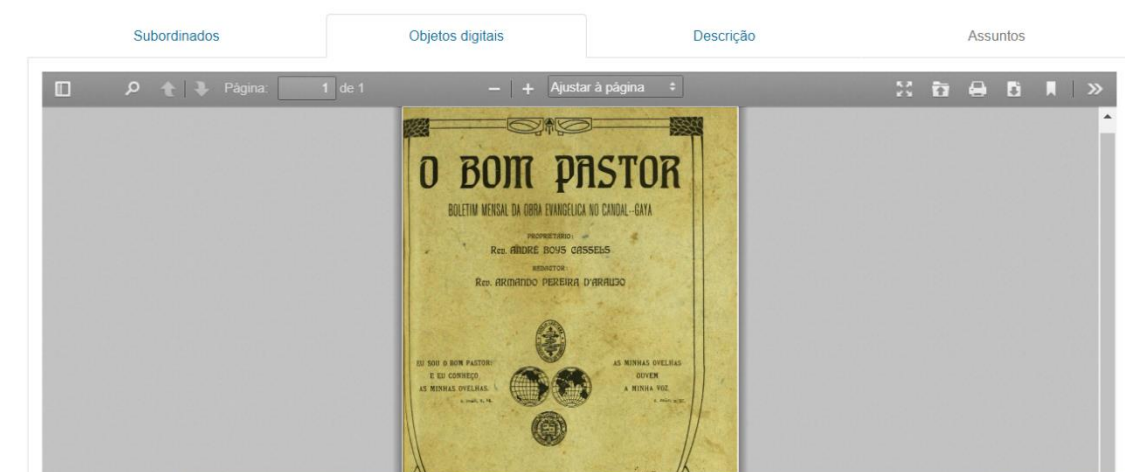 Subordinados
Objetos digitais
Descrição
Assuntos
Página:
1 de 1
Ajustar à página
O BOM PASTOR
BOLETIM MENSAL DA OBRA EVANGELICA NO CANDAL--GAYA
PROPRIETARIO:
Rev. ANDRÉ BOYS CASSELS
REDACTOR:
Rev. ARMANDO PEREIRA D'ARAUJO
EU SOU O BOM PASTOR:
E EU CONHEÇO
AS MINHAS OVELHAS.
AS MINHAS OVELHAS
OUVEM
A MINHA VOZ.